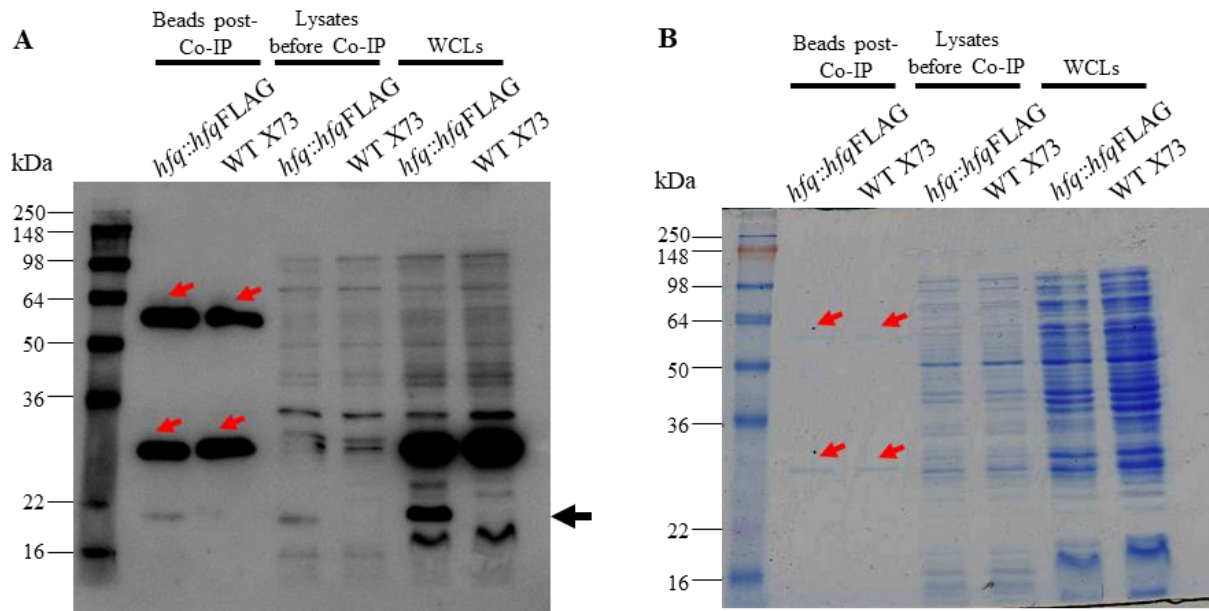 A
Beads post-
Co-IP
Lysates
before Co-IP
WCLs
hfq::hfqFLAG
WT X73
hfq::hfqFLAG
WT X73
hfq::hfqFLAG
WT X73
kDa
250
148
98
64
50
36
22
16
B
Beads post-
Co-IP
Lysates
before Co-IP
WCLs
hfq::hfqFLAG
WT X73
hfq::hfqFLAG
WT X73
hfq::hfqFLAG
WT X73
kDa
250
148
98
64
50
36
22
16